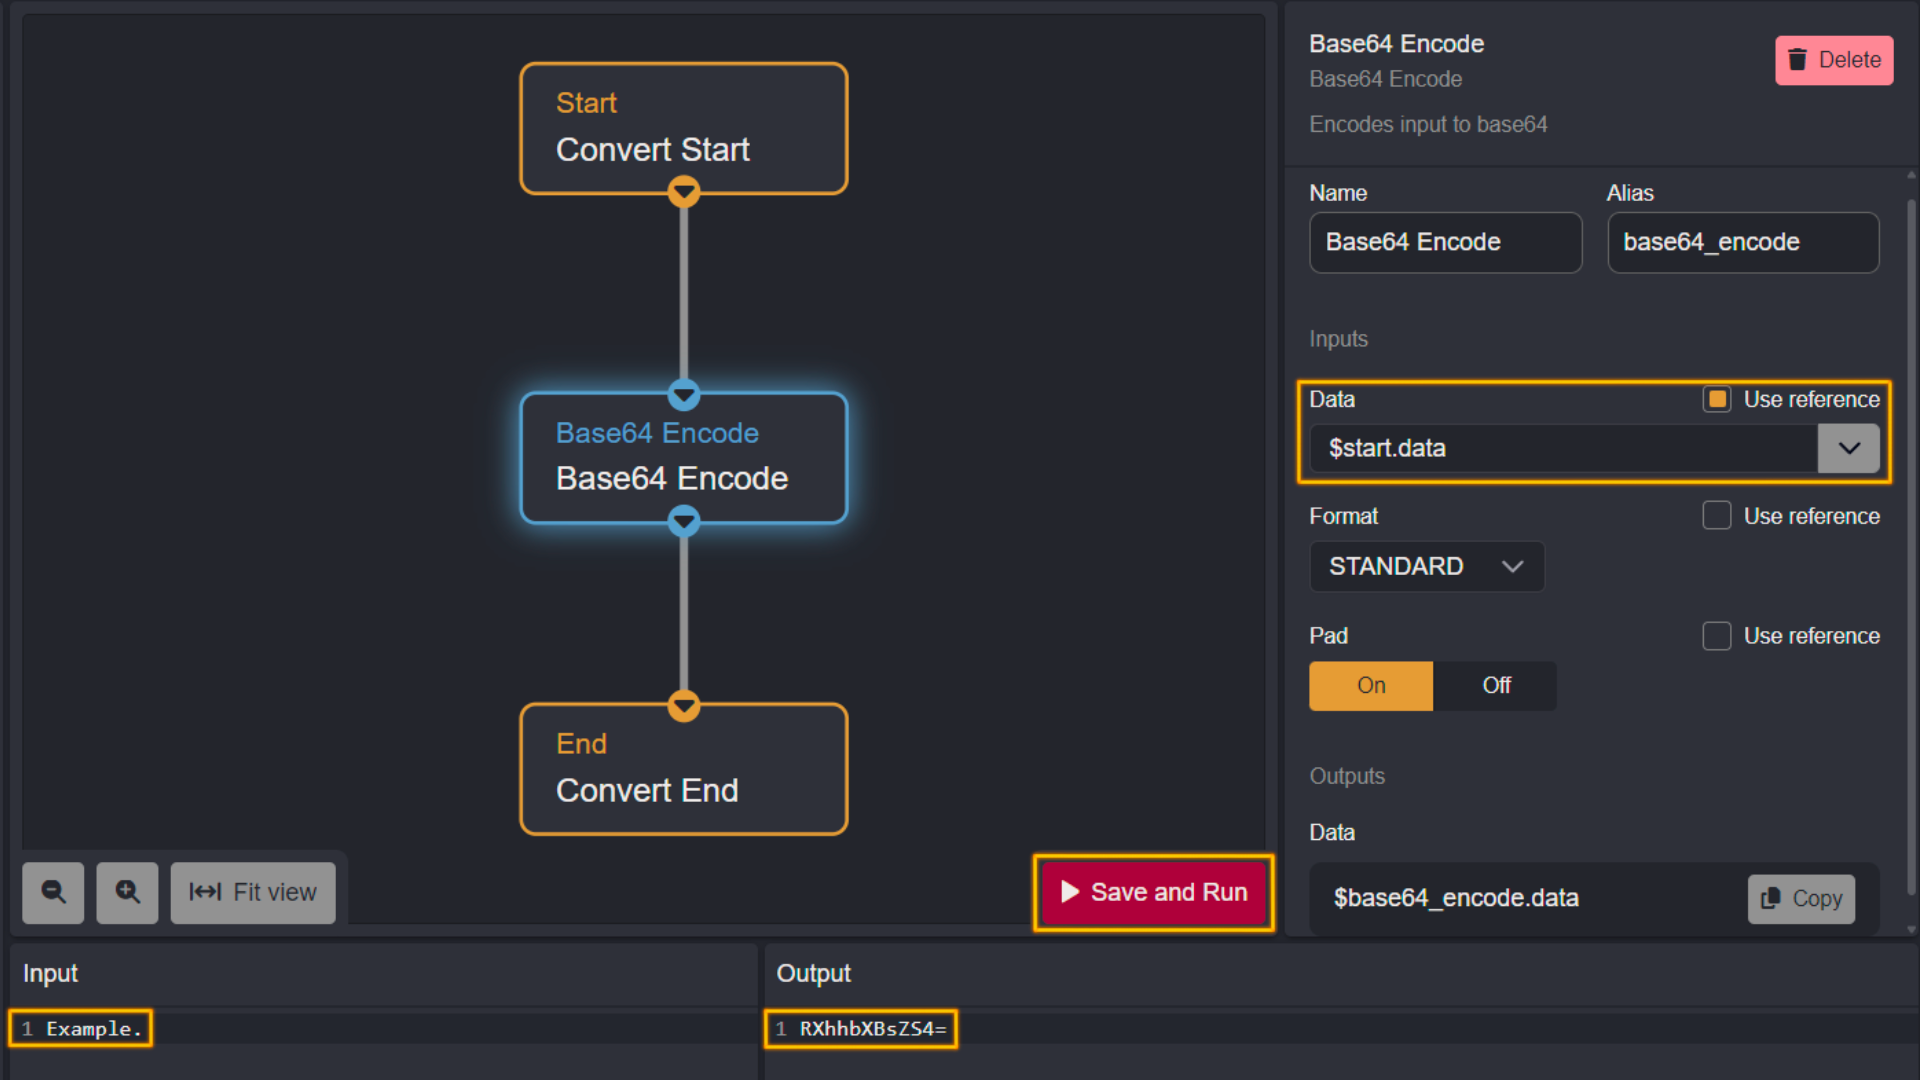 Start
Convert Start
Base64 Encode
Base64 Encode
End
Convert End
Fit view
Save and Run
Base64 Encode
Delete
Base64 Encode
Encodes input to base64
Name Alias
Base64 Encode base64_encode
Inputs
Data Use reference
$start.data
Format Use reference
STANDARD
Pad Use reference
On Off
Outputs
Data
$base64_encode.data Copy
Input
1 Example.
Output
1 RXhhbXBsZS4=